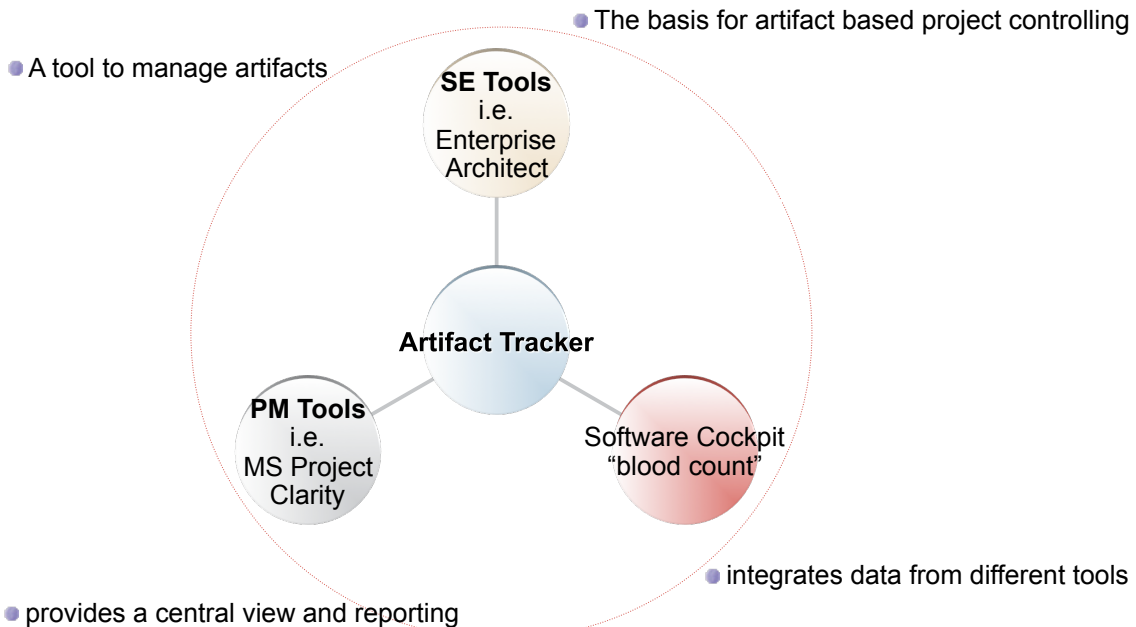 The basis for artifact based project controlling
A tool to manage artifacts
SE Tools
i.e.
Enterprise
Architect
Artifact Tracker
PM Tools
i.e.
MS Project
Clarity
Software Cockpit
“blood count”
integrates data from different tools
provides a central view and reporting